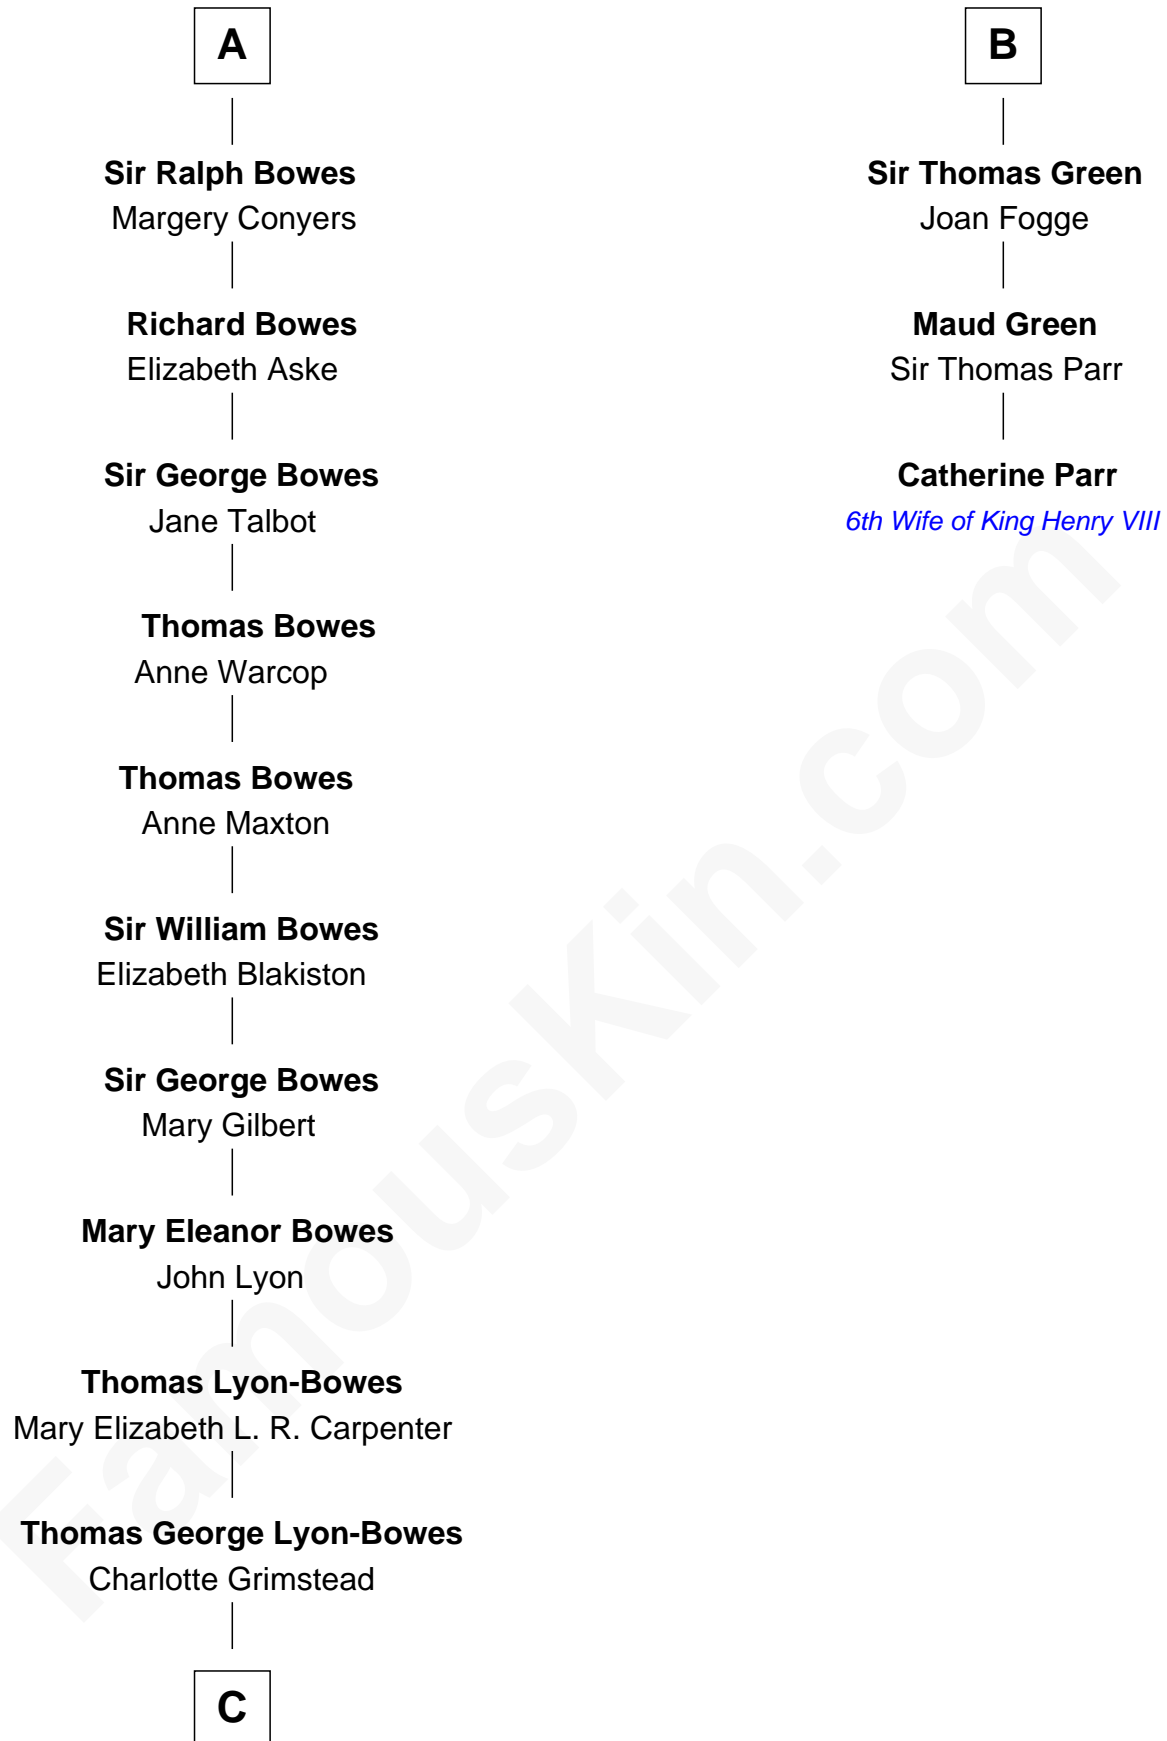 A
Sir Ralph Bowes
Margery Conyers
Richard Bowes
Elizabeth Aske
Sir George Bowes
Jane Talbot
Thomas Bowes
Anne Warcop
Thomas Bowes
Anne Maxton
Sir William Bowes
Elizabeth Blakiston
Sir George Bowes
Mary Gilbert
Mary Eleanor Bowes
John Lyon
Thomas Lyon-Bowes
Mary Elizabeth L. R. Carpenter
Thomas George Lyon-Bowes
Charlotte Grimstead
C
B
Sir Thomas Green
Joan Fogge
Maud Green
Sir Thomas Parr
Catherine Parr
6th Wife of King Henry VIII
FamousKin.com